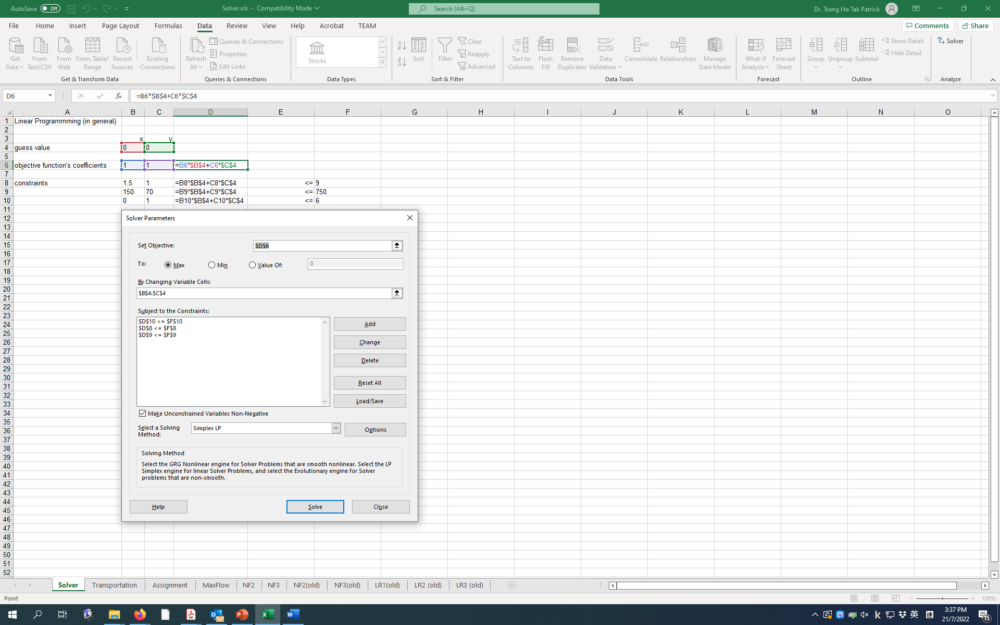 AutoSave Off Solver.xls - Compatibility Mode Search (Alt+Q) Dr. Tsang Ho Tak Patrick
File Home Insert Page Layout Formulas Data Review View Help Acrobat TEAM Comments Share
Get Data From Text/CSV From Web From Table/ Range Recent Sources Existing Connections
Get & Transform Data
Refresh All Queries & Connections
Properties
Edit Links
Queries & Connections
Stocks
Data Types
Sort Filter Clear
Reapply
Advanced
Sort & Filter
Text to Columns Flash Fill Remove Duplicates Data Validation Consolidate Relationships Manage Data Model
Data Tools
What-If Analysis Forecast Sheet
Forecast
Group Ungroup Subtotal Show Detail
Hide Detail
Outline
Solver
Analyze
D6 fx =B6*$B$4+C6*$C$4
A B C D E F G H I J K L M N O
1 Linear Programmming (in general)
2
3 x y
4 guess value 0 0
5
6 objective function's coefficients 1 1 =B6*$B$4+C6*$C$4
7
8 constraints 1.5 1 =B8*$B$4+C8*$C$4 <= 9
9 150 70 =B9*$B$4+C9*$C$4 <= 750
10 0 1 =B10*$B$4+C10*$C$4 <= 6
11
12
13
14
15
16
17
18
19
20
21
22
23
24
25
26
27
28
29
30
31
32
33
34
35
36
37
38
39
40
41
42
43
44
45
46
47
48
49
50
51
52
Solver Parameters
Set Objective: $D$6
To: Max Min Value Of: 0
By Changing Variable Cells:
$B$4:$C$4
Subject to the Constraints:
$D$10 <= $F$10
$D$8 <= $F$8
$D$9 <= $F$9
Add
Change
Delete
Reset All
Load/Save
Make Unconstrained Variables Non-Negative
Select a Solving Method: Simplex LP Options
Solving Method
Select the GRG Nonlinear engine for Solver Problems that are smooth nonlinear. Select the LP
Simplex engine for linear Solver Problems, and select the Evolutionary engine for Solver
problems that are non-smooth.
Help Solve Close
Solver Transportation Assignment MaxFlow NF2 NF3 NF2(old) NF3(old) LR1(old) LR2 (old) LR3 (old)
Point 100%
英 3:37 PM
21/7/2022 15